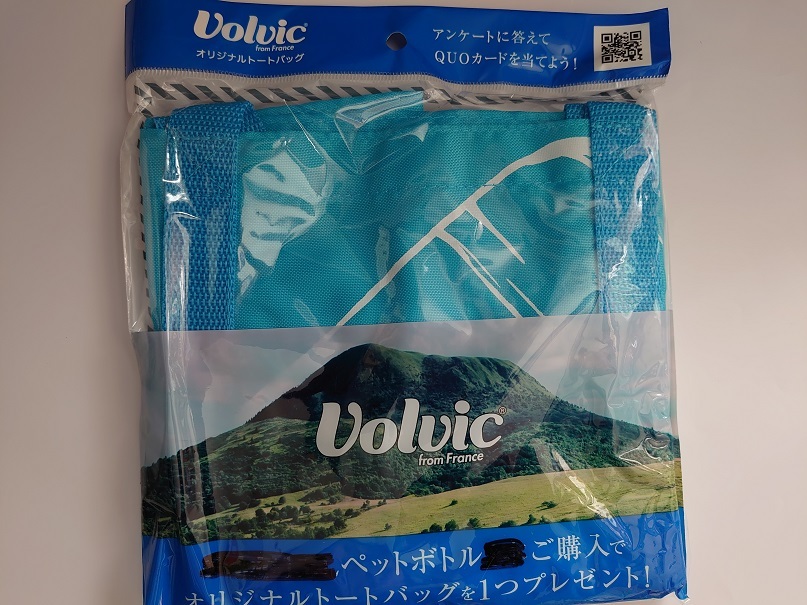 Volvic®
from France
オリジナルトートバッグ
アンケートに答えて
QUOカードを当てよう!
Volvic®
from France
ペットボトル ご購入で
オリジナルトートバッグを1つプレゼント!